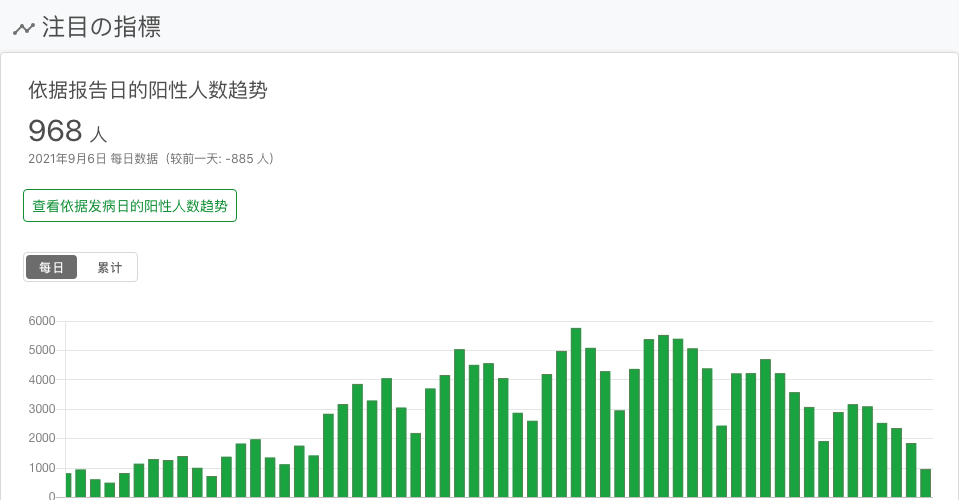 注目の指標
依据报告日的阳性人数趋势
968 人
2021年9月6日 每日数据（较前一天: -885 人）
查看依据发病日的阳性人数趋势
每日 累计
6000
5000
4000
3000
2000
1000
0